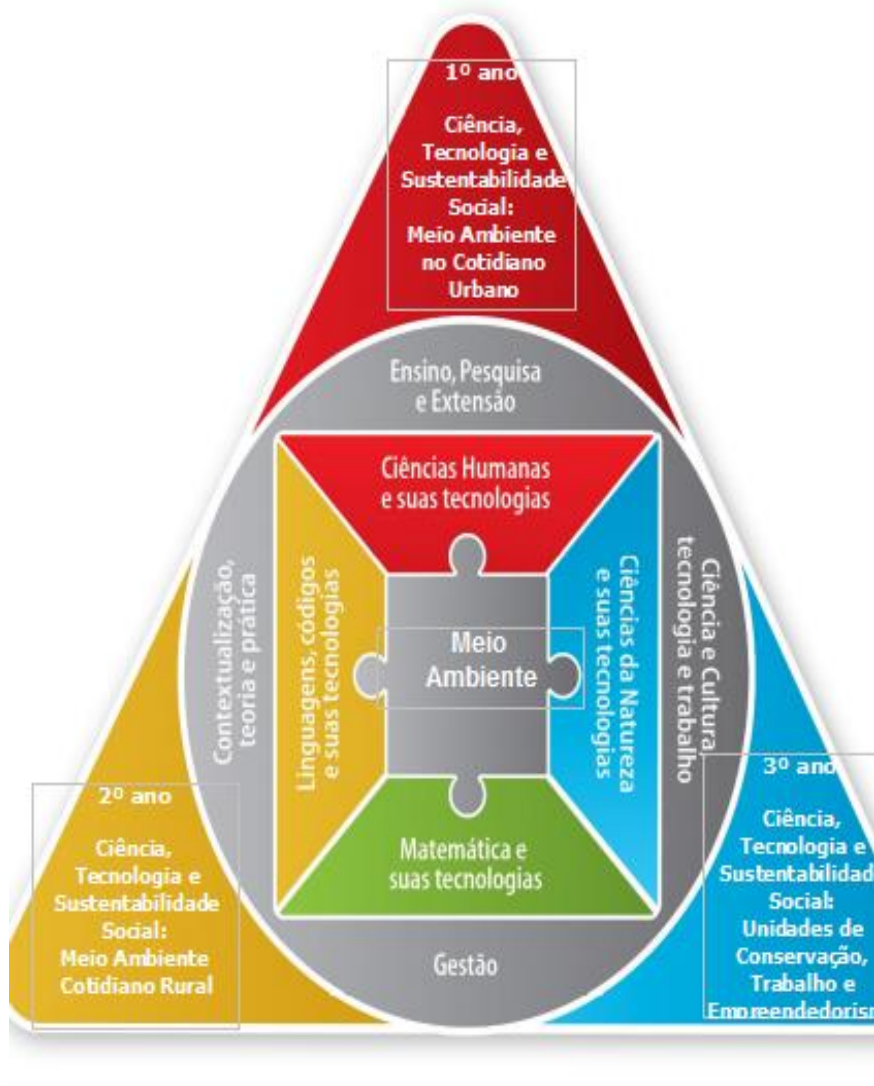 1º ano
Ciência,
Tecnologia e
Sustentabilidade
Social:
Meio Ambiente
no Cotidiano
Urbano
Ensino, Pesquisa
e Extensão
Ciências Humanas
e suas tecnologias
Contextualização,
teoria e prática
Linguagens, códigos
e suas tecnologias
Meio
Ambiente
Ciências da Natureza
e suas tecnologias
Ciência e Cultura,
tecnologia e trabalho
Matemática e
suas tecnologias
Gestão
2º ano
Ciência,
Tecnologia e
Sustentabilidade
Social:
Meio Ambiente
Cotidiano Rural
3º ano
Ciência,
Tecnologia e
Sustentabilidad
Social:
Unidades de
Conservação,
Trabalho e
Empreendedoris